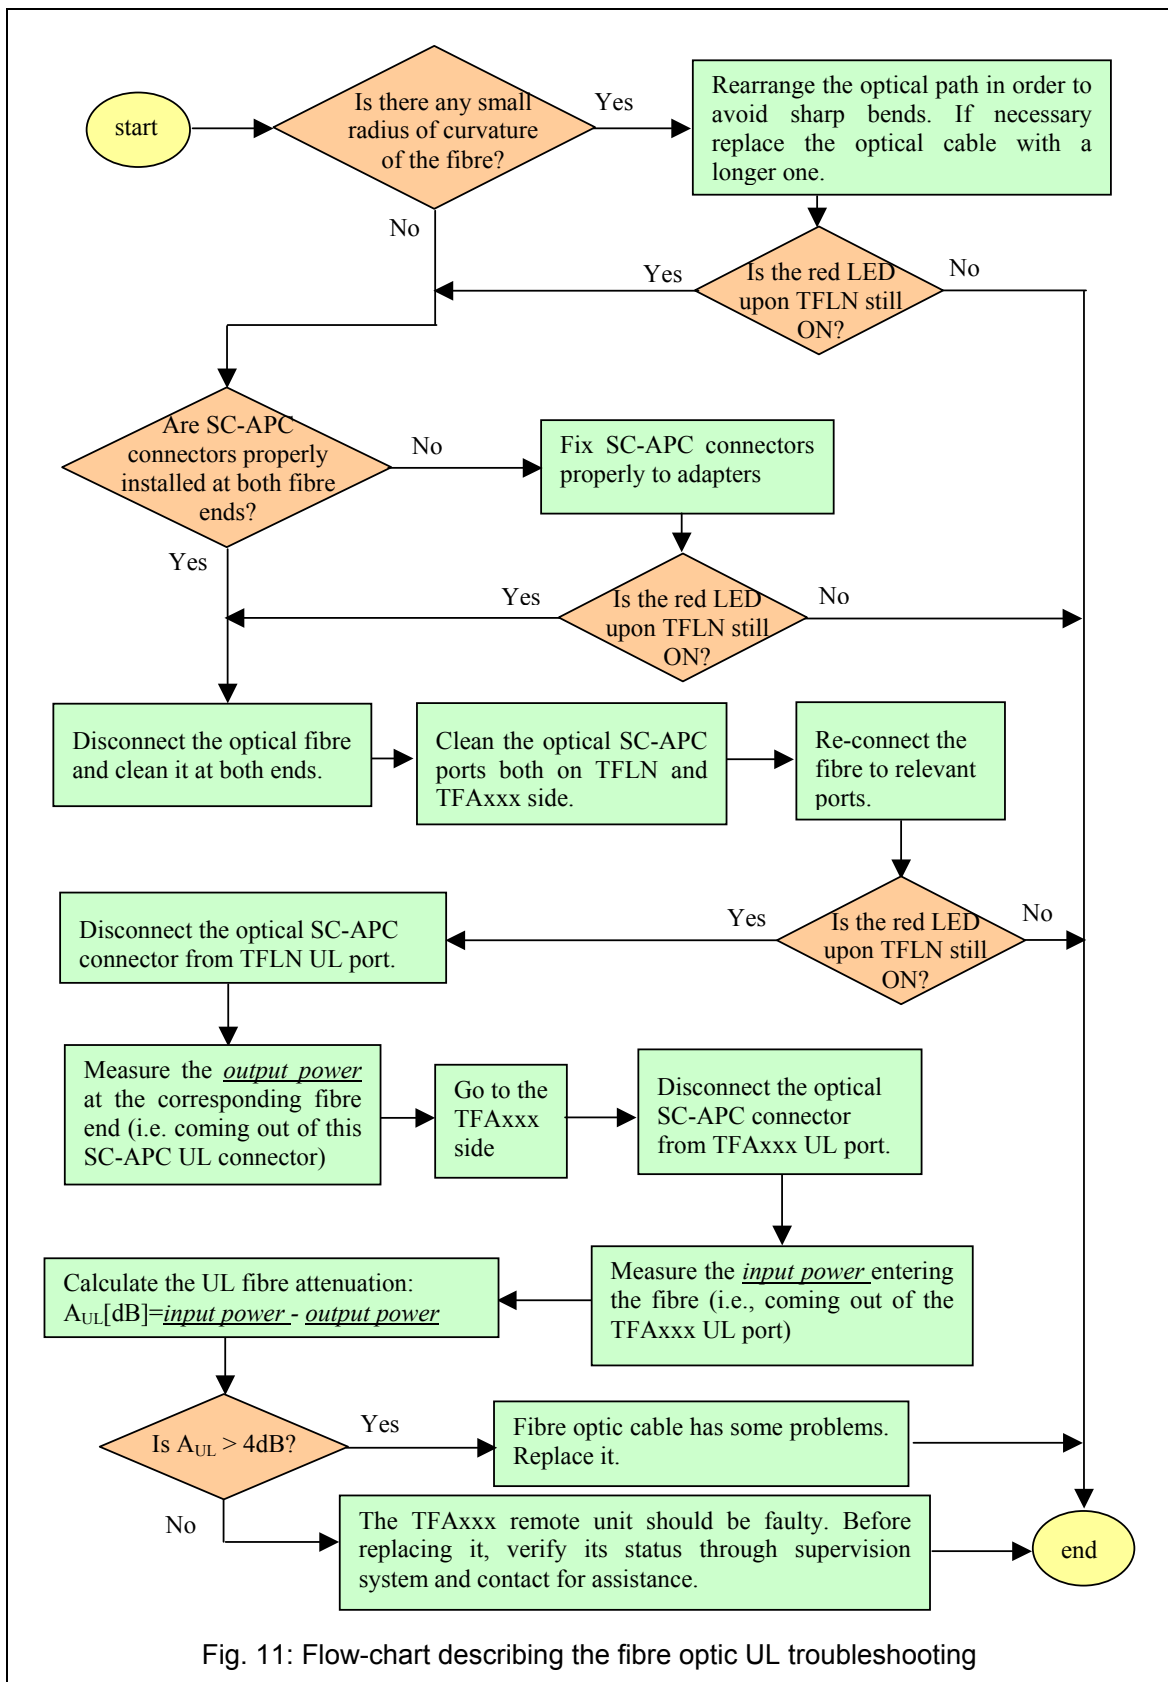 start
Is there any small
radius of curvature
of the fibre?
Yes
Rearrange the optical path in order to
avoid sharp bends. If necessary
replace the optical cable with a
longer one.
No
Is the red LED
upon TFLN still
ON?
Yes
No
Are SC-APC
connectors properly
installed at both fibre
ends?
No
Fix SC-APC connectors
properly to adapters
Yes
Is the red LED
upon TFLN still
ON?
Yes
No
Disconnect the optical fibre
and clean it at both ends.
Clean the optical SC-APC
ports both on TFLN and
TFAxxx side.
Re-connect the
fibre to relevant
ports.
Is the red LED
upon TFLN still
ON?
Yes
No
Disconnect the optical SC-APC
connector from TFLN UL port.
Measure the output power
at the corresponding fibre
end (i.e. coming out of this
SC-APC UL connector)
Go to the
TFAxxx
side
Disconnect the optical
SC-APC connector
from TFAxxx UL port.
Measure the input power entering
the fibre (i.e., coming out of the
TFAxxx UL port)
Calculate the UL fibre attenuation:
AUL[dB]=input power - output power
Is AUL > 4dB?
Yes
Fibre optic cable has some problems.
Replace it.
No
The TFAxxx remote unit should be faulty. Before
replacing it, verify its status through supervision
system and contact for assistance.
end
Fig. 11: Flow-chart describing the fibre optic UL troubleshooting